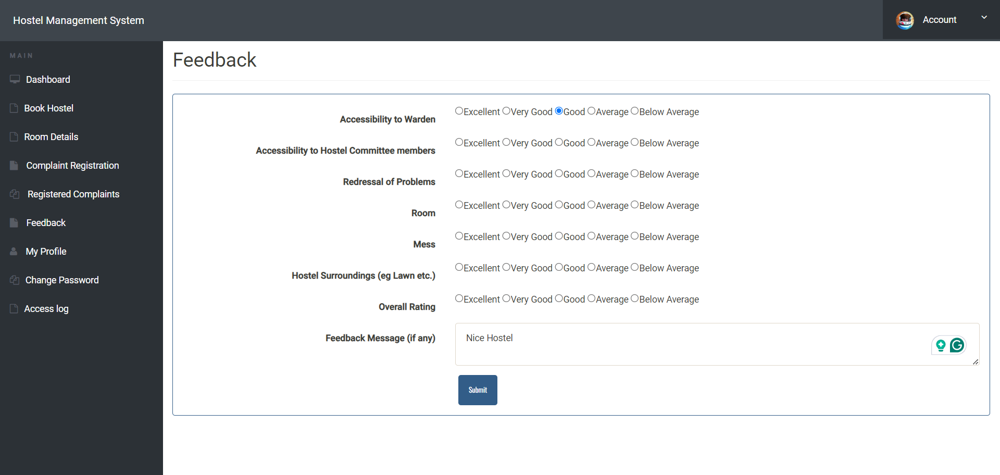 Hostel Management System
Account
MAIN
Dashboard
Book Hostel
Room Details
Complaint Registration
Registered Complaints
Feedback
My Profile
Change Password
Access log
Feedback
Accessibility to Warden
Excellent Very Good Good Average Below Average
Accessibility to Hostel Committee members
Excellent Very Good Good Average Below Average
Redressal of Problems
Excellent Very Good Good Average Below Average
Room
Excellent Very Good Good Average Below Average
Mess
Excellent Very Good Good Average Below Average
Hostel Surroundings (eg Lawn etc.)
Excellent Very Good Good Average Below Average
Overall Rating
Excellent Very Good Good Average Below Average
Feedback Message (if any)
Nice Hostel
Submit